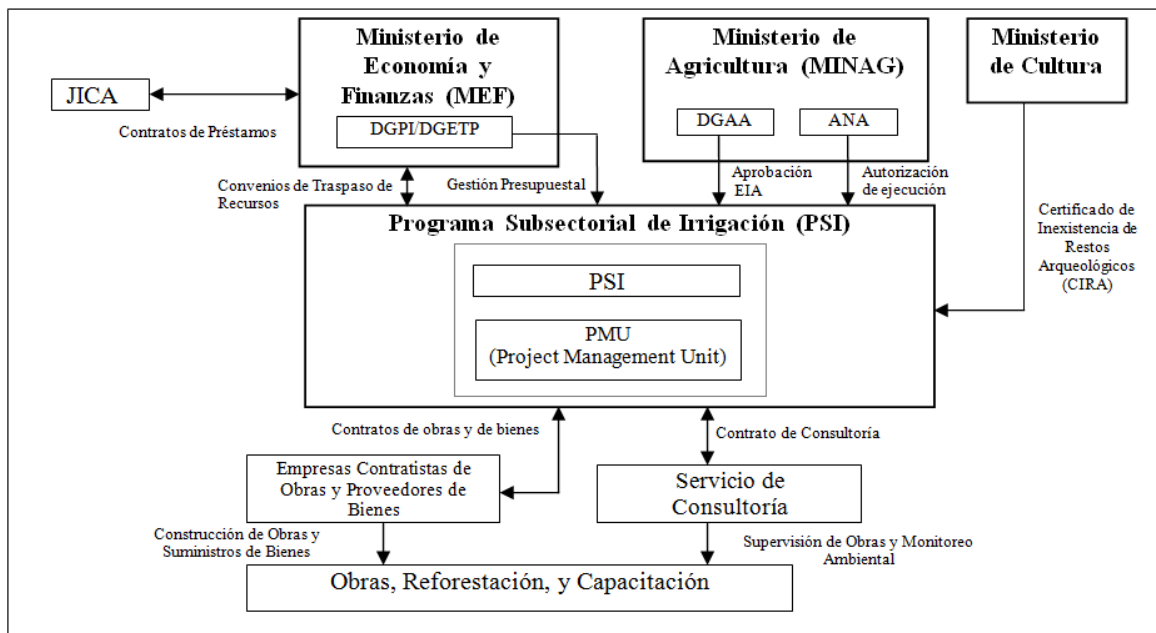 Ministerio de
Economía y
Finanzas (MEF)
DGPI/DGETP
Ministerio de
Agricultura (MINAG)
DGAA
ANA
Ministerio
de Cultura
JICA
Contratos de Préstamos
Convenios de Traspaso de
Recursos
Gestión Presupuestal
Aprobación
EIA
Autorización
de ejecución
Certificado de
Inexistencia de
Restos
Arqueológicos
(CIRA)
Programa Subsectorial de Irrigación (PSI)
PSI
PMU
(Project Management Unit)
Contratos de obras y de bienes
Contrato de Consultoría
Empresas Contratistas de
Obras y Proveedores de
Bienes
Servicio de
Consultoría
Construcción de Obras y
Suministros de Bienes
Supervisión de Obras y Monitoreo
Ambiental
Obras, Reforestación, y Capacitación